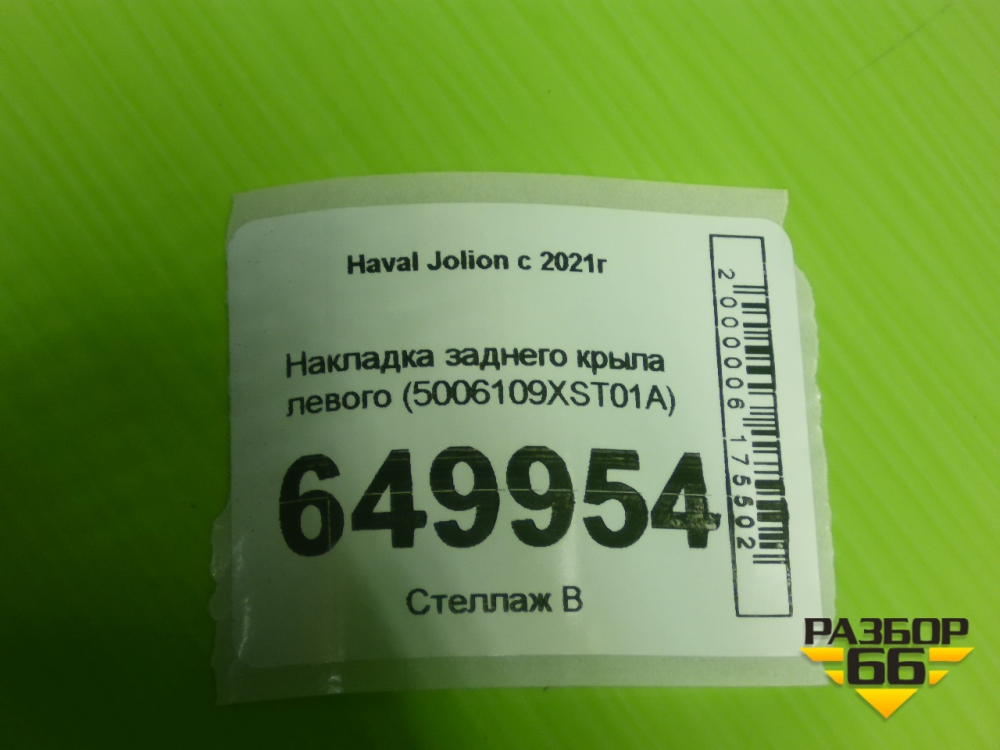 Haval Jolion с 2021г
Накладка заднего крыла
левого (5006109XST01A)
649954
Стеллаж В
2000006175502
РАЗБОР
66